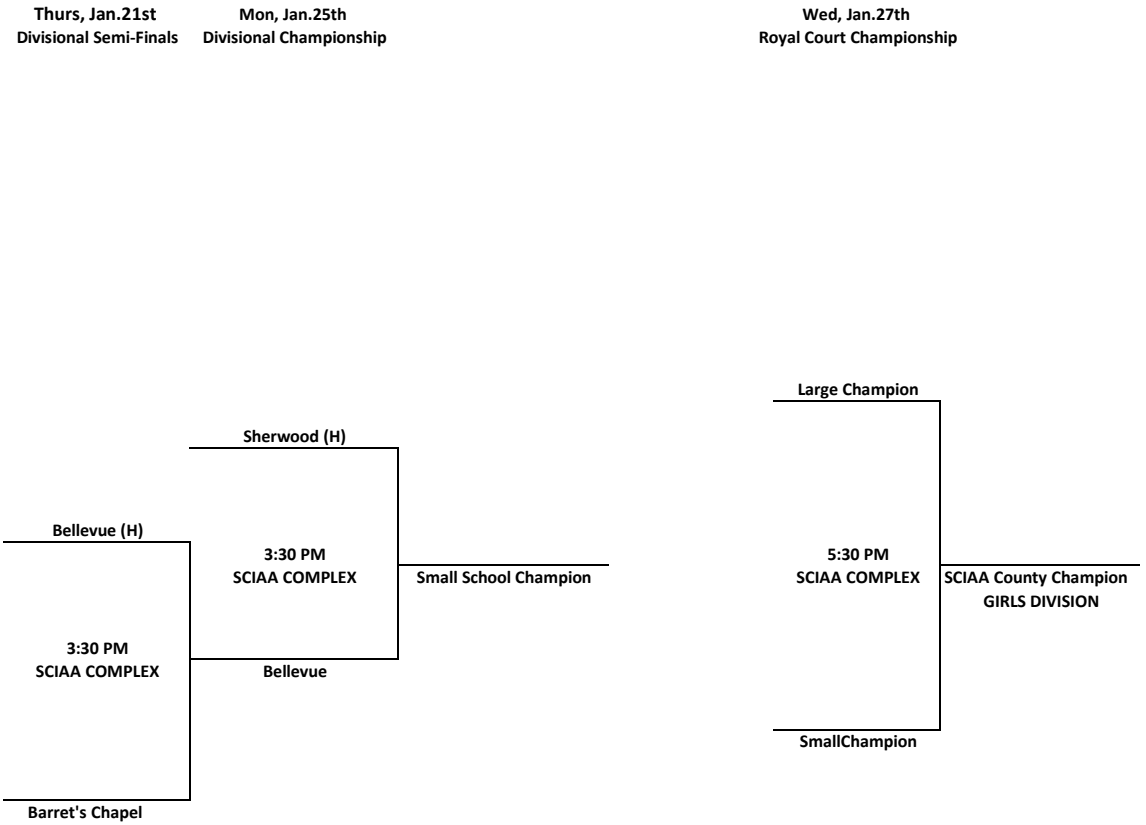 Thurs, Jan.21st
Divisional Semi-Finals
Mon, Jan.25th
Divisional Championship
Wed, Jan.27th
Royal Court Championship
Large Champion
Sherwood (H)
Bellevue (H)
3:30 PM
SCIAA COMPLEX
Small School Champion
5:30 PM
SCIAA COMPLEX
SCIAA County Champion
GIRLS DIVISION
3:30 PM
SCIAA COMPLEX
Bellevue
SmallChampion
Barret's Chapel